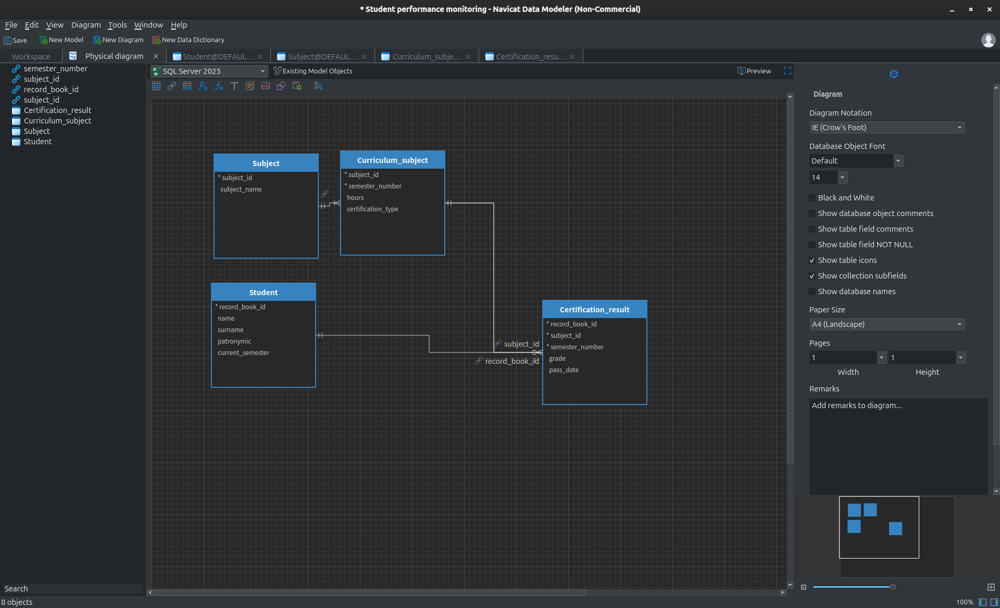 * Student performance monitoring - Navicat Data Modeler (Non-Commercial)
File Edit View Diagram Tools Window Help
Save New Model New Diagram New Data Dictionary
Workspace Physical diagram Student@DEFAUL... Subject@DEFAUL... Curriculum_subje... Certification_resu...
semester_number
subject_id
record_book_id
subject_id
Certification_result
Curriculum_subject
Subject
Student
Search
8 objects
SQL Server 2025 Existing Model Objects Preview
Subject
* subject_id
subject_name
Curriculum_subject
* subject_id
* semester_number
hours
certification_type
Student
* record_book_id
name
surname
patronymic
current_semester
subject_id
record_book_id
Certification_result
* record_book_id
* subject_id
* semester_number
grade
pass_date
Diagram
Diagram Notation
IE (Crow's Foot)
Database Object Font
Default
14
Black and White
Show database object comments
Show table field comments
Show table field NOT NULL
Show table icons
Show collection subfields
Show database names
Paper Size
A4 (Landscape)
Pages
1 1
Width Height
Remarks
Add remarks to diagram...
100%